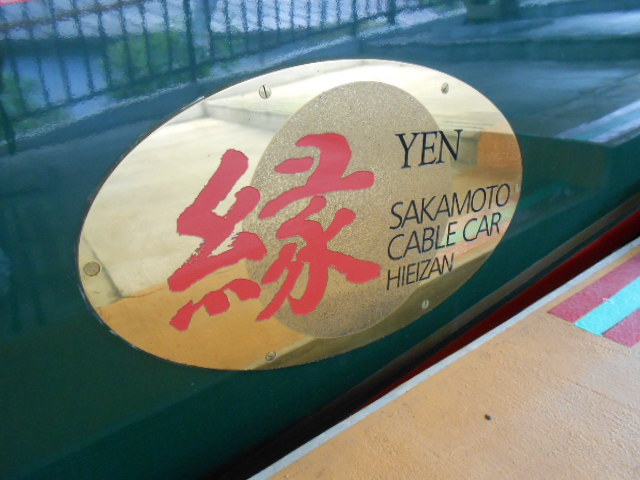 縁
YEN
SAKAMOTO
CABLE CAR
HIEIZAN